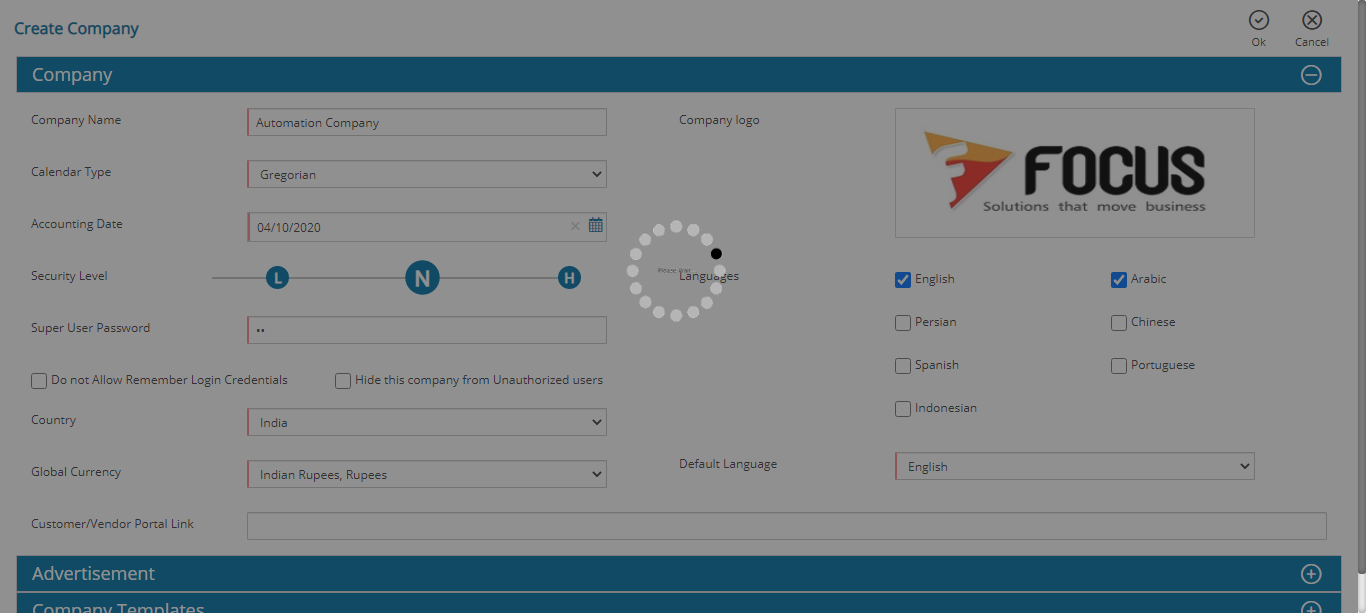 Create Company
Ok
Cancel
Company
Company Name
Automation Company
Company logo
FOCUS
Solutions that move business
Calendar Type
Gregorian
Accounting Date
04/10/2020
Security Level
L
N
H
Please Wait
Languages
English
Arabic
Super User Password
Persian
Chinese
Spanish
Portuguese
Do not Allow Remember Login Credentials
Hide this company from Unauthorized users
Indonesian
Country
India
Global Currency
Indian Rupees, Rupees
Default Language
English
Customer/Vendor Portal Link
Advertisement
Company Templates